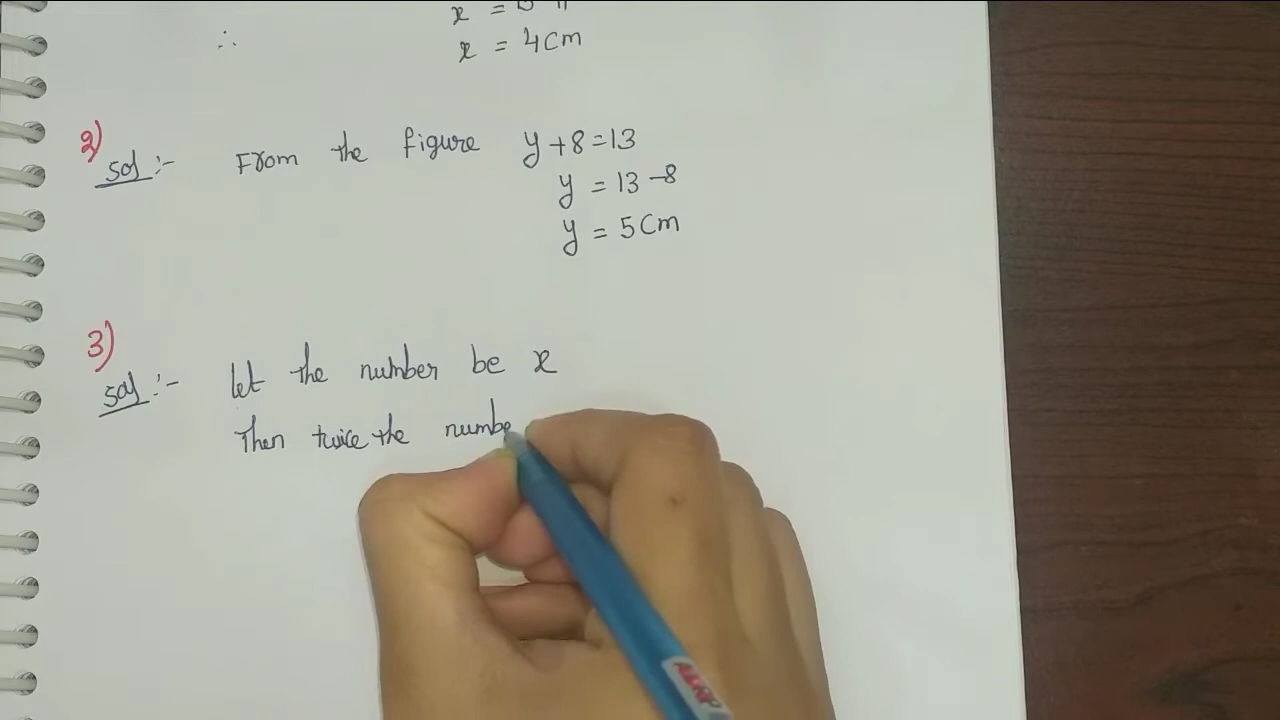 x =
∴ x = 4cm
2)
Sol :- From the figure y+8=13
y = 13-8
y = 5cm
3)
Sol :- Let the number be x
Then twice the numbe